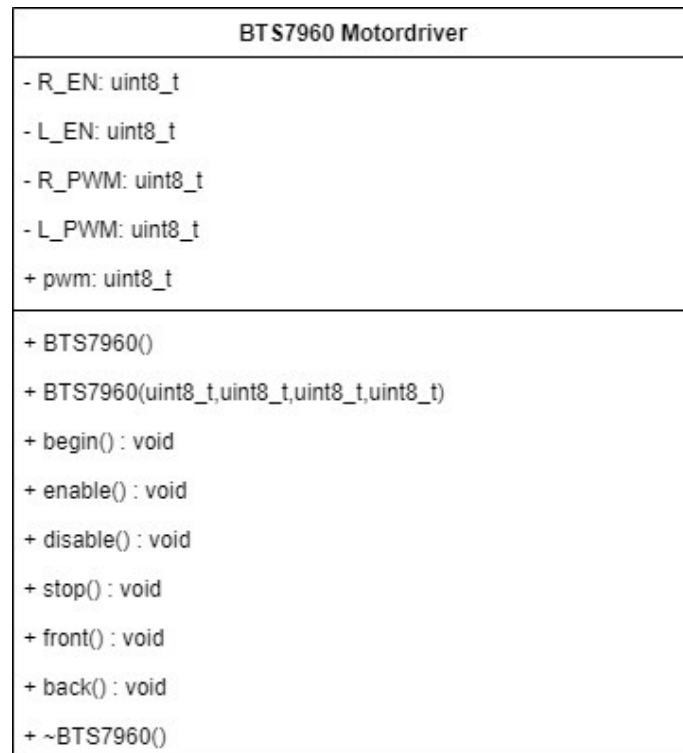 BTS7960 Motordriver
- R_EN: uint8_t
- L_EN: uint8_t
- R_PWM: uint8_t
- L_PWM: uint8_t
+ pwm: uint8_t
+ BTS7960()
+ BTS7960(uint8_t,uint8_t,uint8_t,uint8_t)
+ begin() : void
+ enable() : void
+ disable() : void
+ stop() : void
+ front() : void
+ back() : void
+ ~BTS7960()